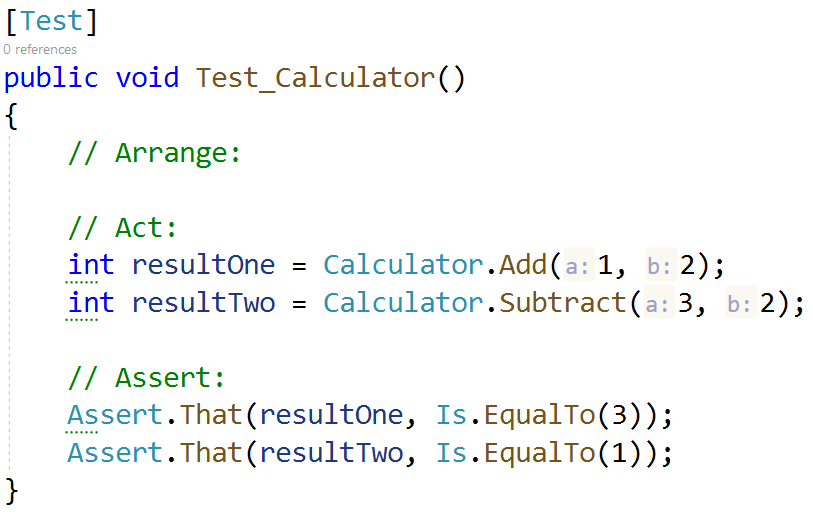 [Test]
0 references
public void Test_Calculator()
{
// Arrange:
// Act:
int resultOne = Calculator.Add(a: 1, b: 2);
int resultTwo = Calculator.Subtract(a: 3, b: 2);
// Assert:
Assert.That(resultOne, Is.EqualTo(3));
Assert.That(resultTwo, Is.EqualTo(1));
}